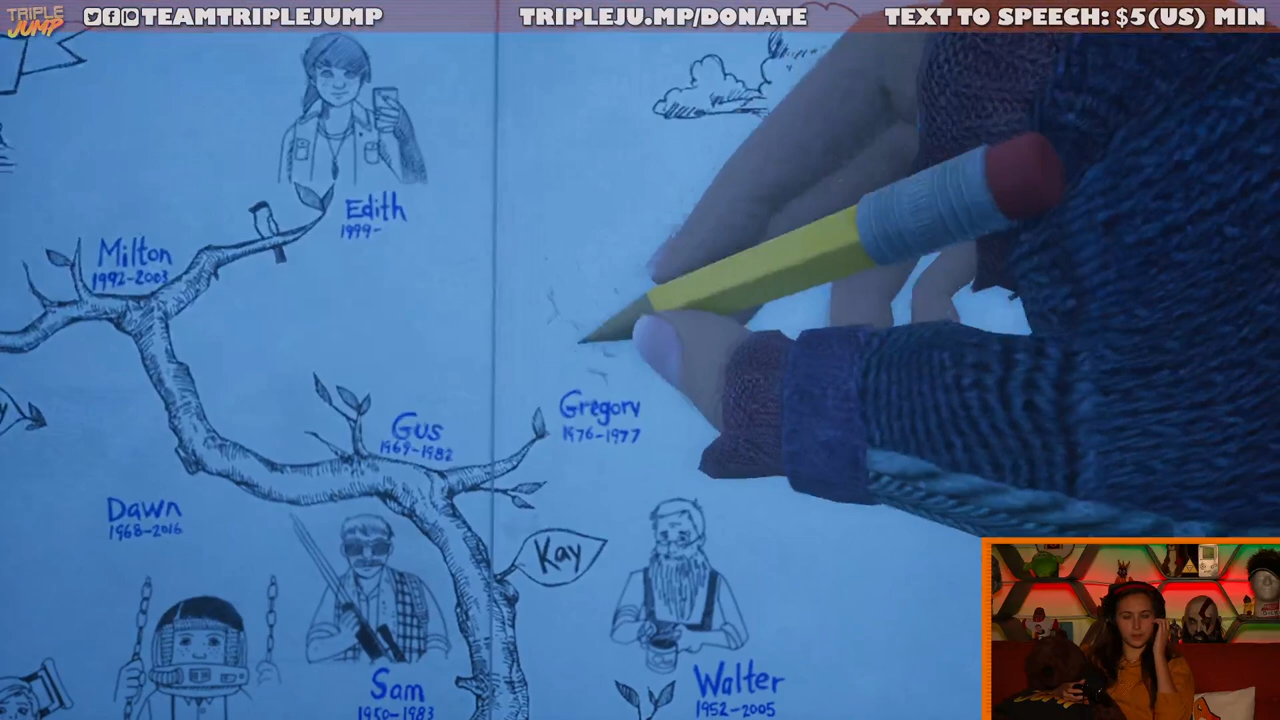 TRIPLE
JUMP
@TEAMTRIPLEJUMP
TRIPLEJU.MP/DONATE
TEXT TO SPEECH: $5(US) MIN
Edith
1999-
Milton
1992-2003
Gregory
1976-1977
Gus
1969-1982
Dawn
1968-2016
Kay
Sam
1950-1983
Walter
1952-2005